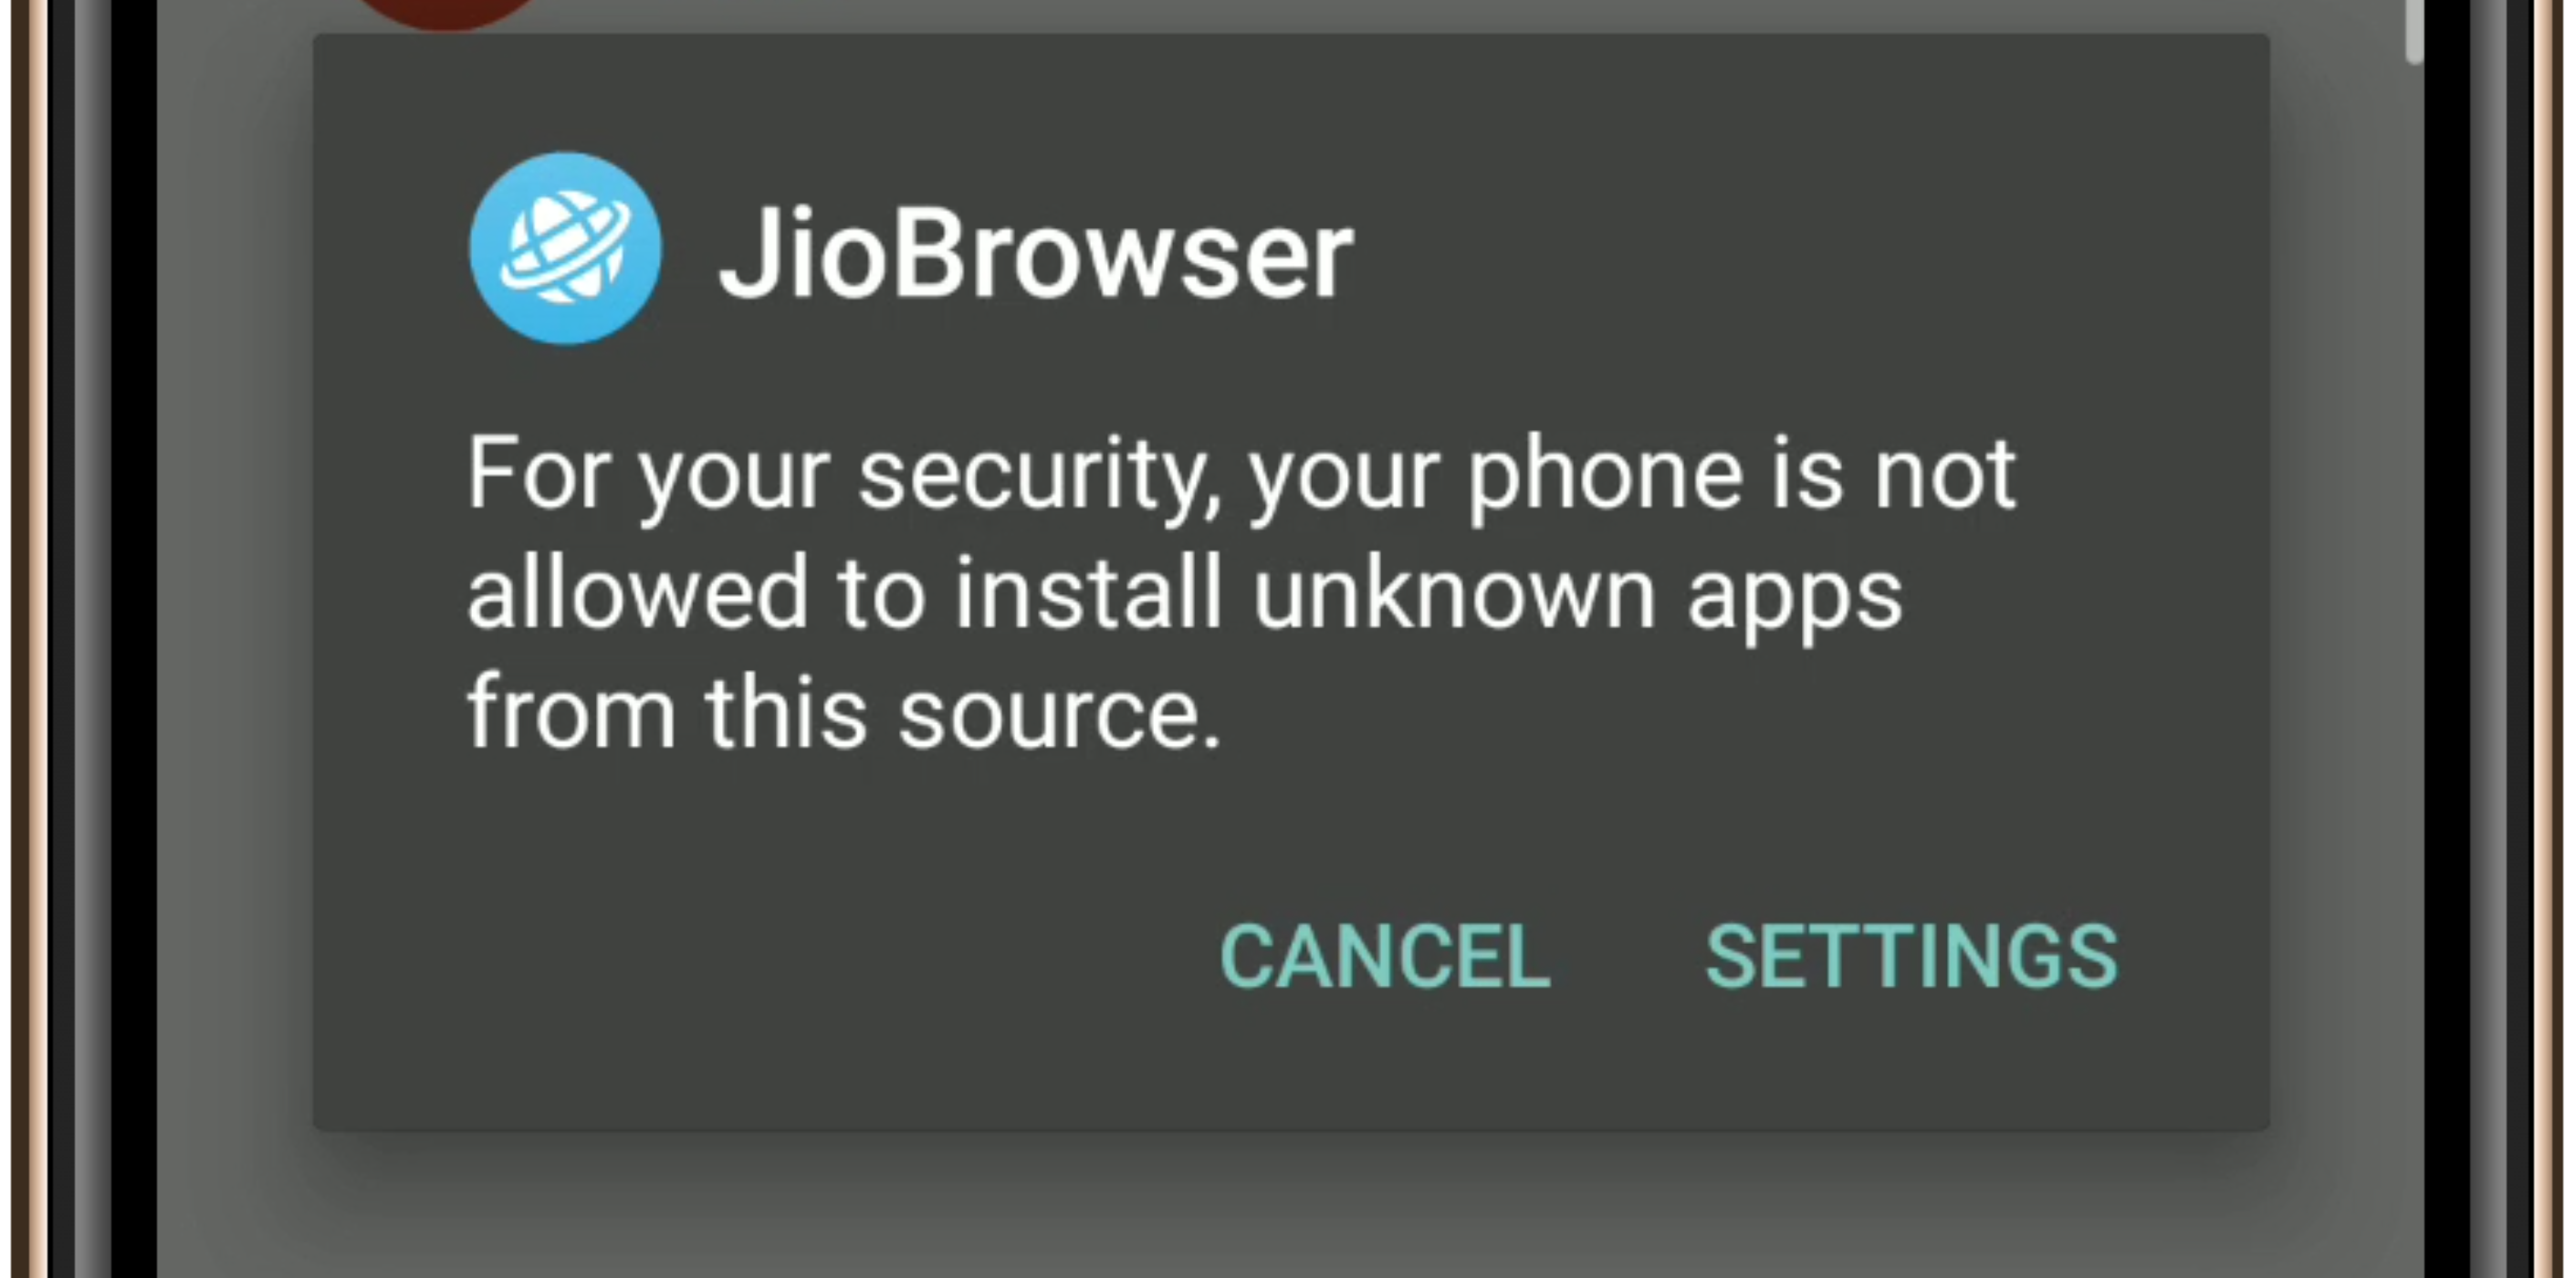 JioBrowser
For your security, your phone is not
allowed to install unknown apps
from this source.
CANCEL SETTINGS